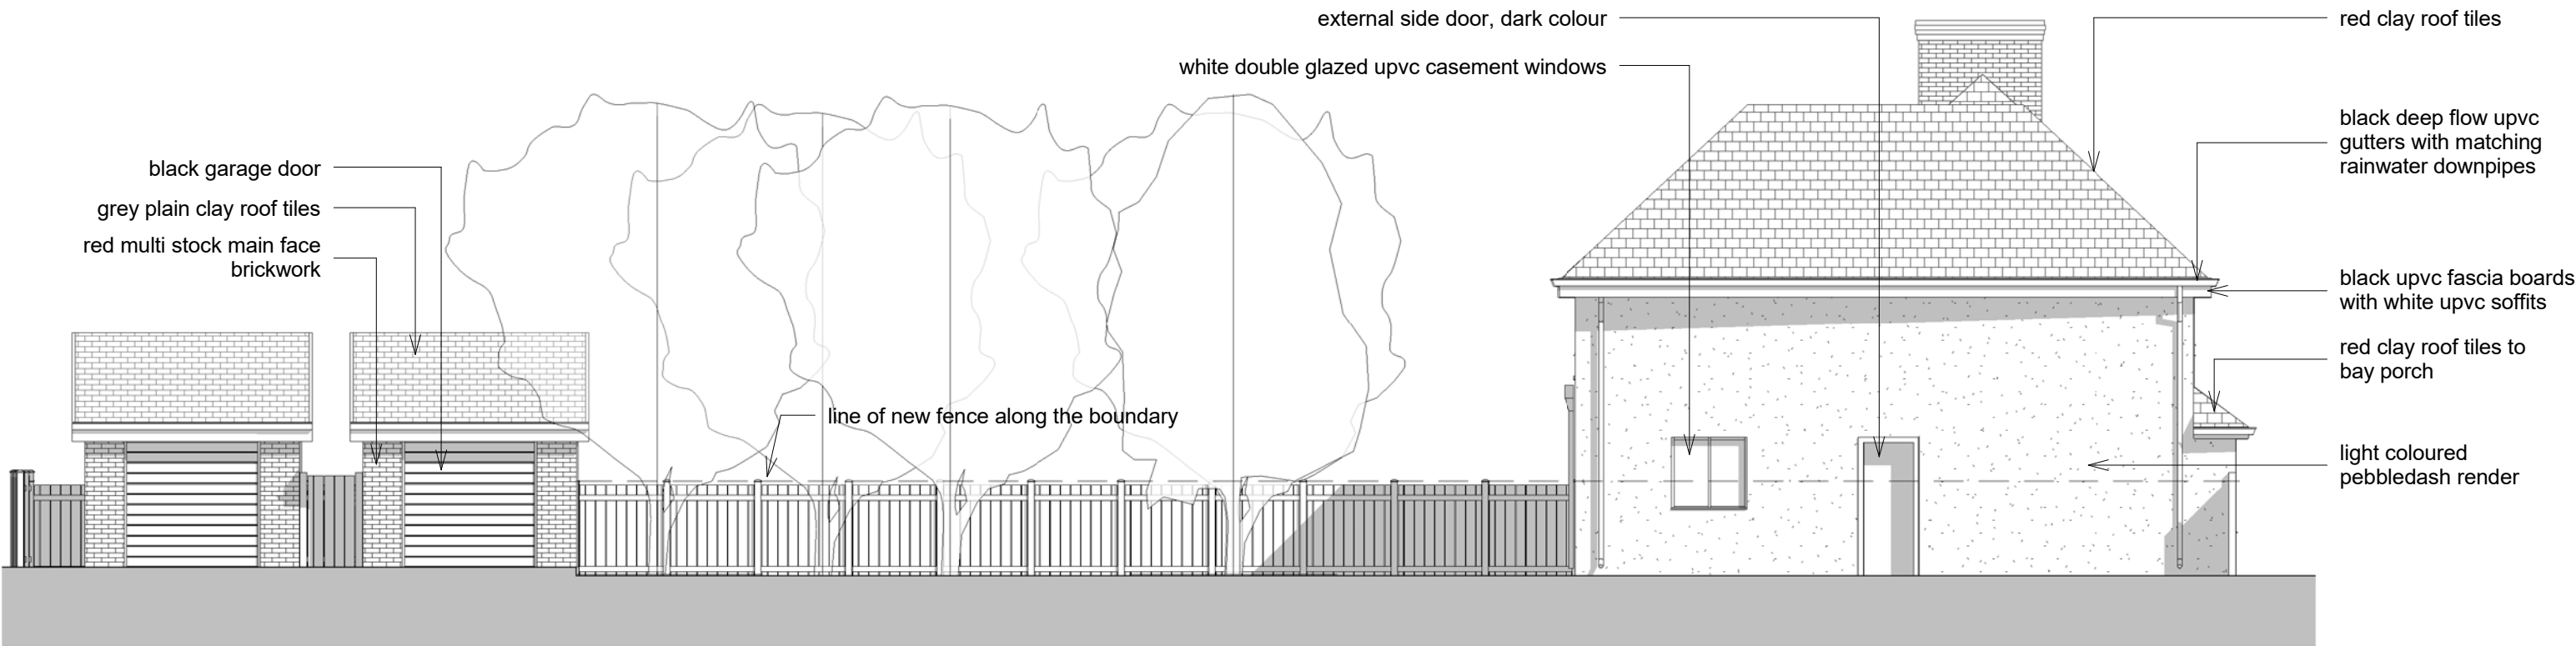 external side door, dark colour
white double glazed upvc casement windows
red clay roof tiles
black deep flow upvc
gutters with matching
rainwater downpipes
black garage door
grey plain clay roof tiles
red multi stock main face
brickwork
black upvc fascia boards
with white upvc soffits
red clay roof tiles to
bay porch
line of new fence along the boundary
light coloured
pebbledash render